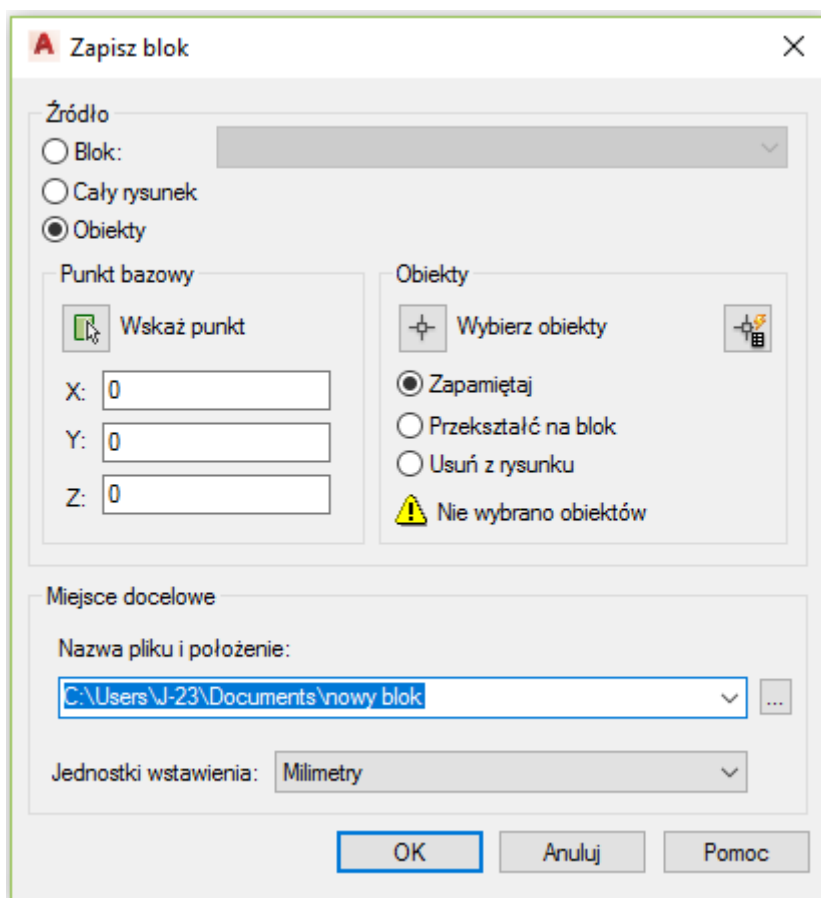 Zapisz blok
Źródło
Blok:
Cały rysunek
Obiekty
Punkt bazowy
Wskaż punkt
X: 0
Y: 0
Z: 0
Obiekty
Wybierz obiekty
Zapamiętaj
Przekształć na blok
Usuń z rysunku
Nie wybrano obiektów
Miejsce docelowe
Nazwa pliku i położenie:
C:\Users\J-23\Documents\nowy blok
...
Jednostki wstawienia: Milimetry
OK Anuluj Pomoc